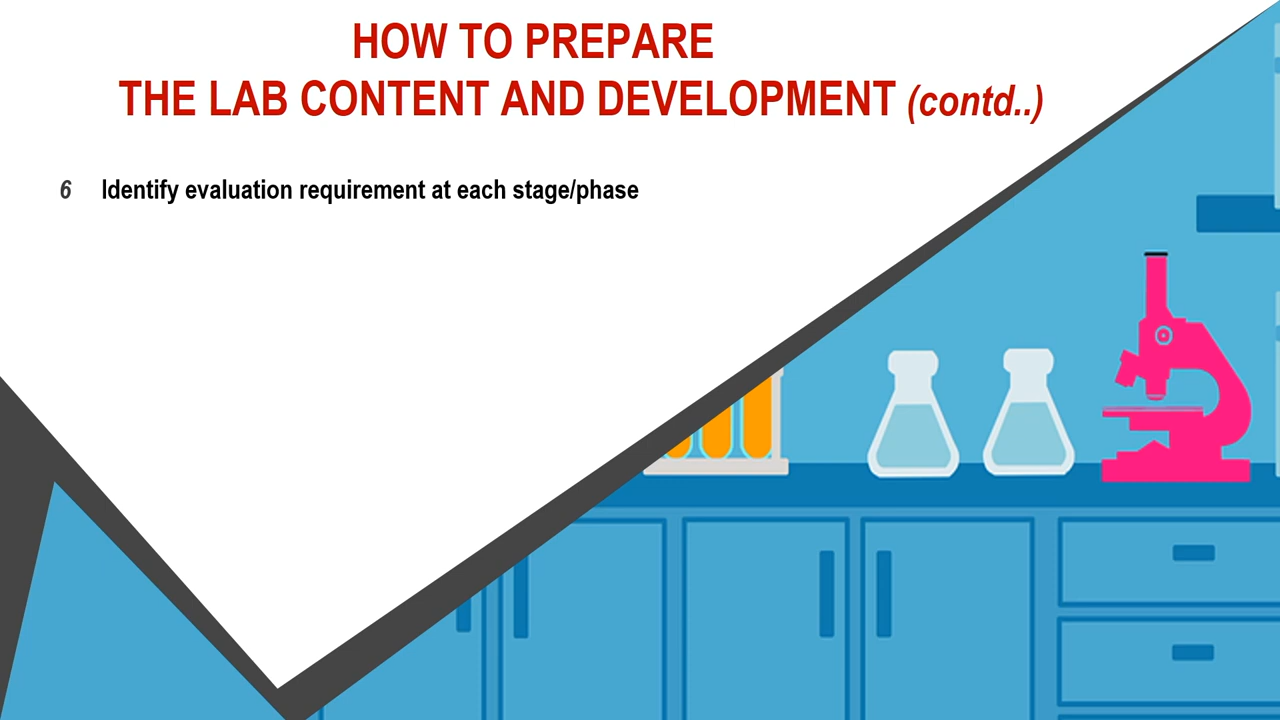 HOW TO PREPARE
THE LAB CONTENT AND DEVELOPMENT (contd..)
6 Identify evaluation requirement at each stage/phase